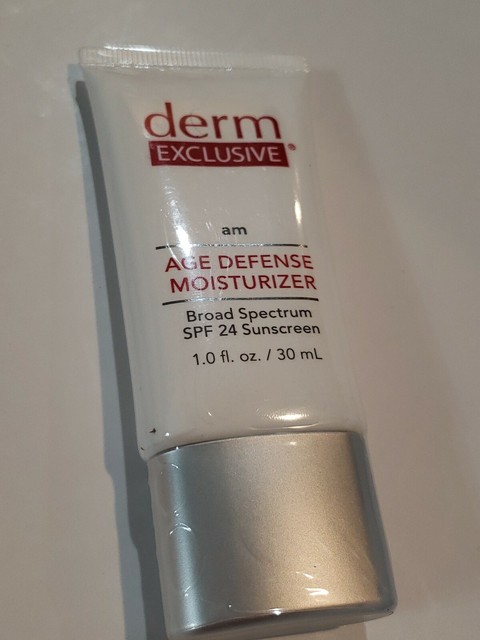 derm
EXCLUSIVE®
am
AGE DEFENSE
MOISTURIZER
Broad Spectrum
SPF 24 Sunscreen
1.0 fl. oz. / 30 mL